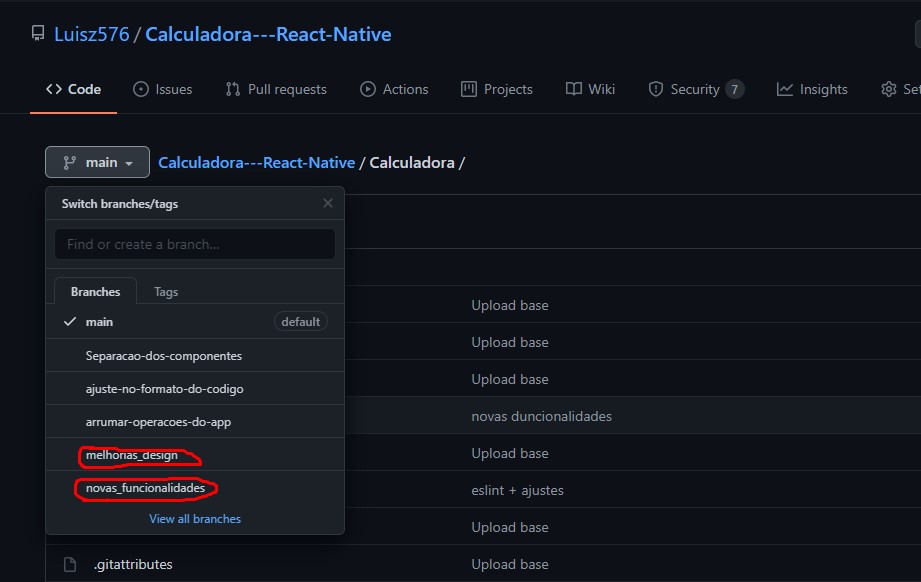 Luisz576 / Calculadora---React-Native
Code Issues Pull requests Actions Projects Wiki Security 7 Insights
main Calculadora---React-Native / Calculadora /
Switch branches/tags
Find or create a branch...
Branches Tags
main default
Upload base
Separacao-dos-componentes
Upload base
ajuste-no-formato-do-codigo
Upload base
arrumar-operacoes-do-app
novas duncionalidades
melhorias_design
Upload base
novas_funcionalidades
eslint + ajustes
View all branches
Upload base
.gitattributes Upload base